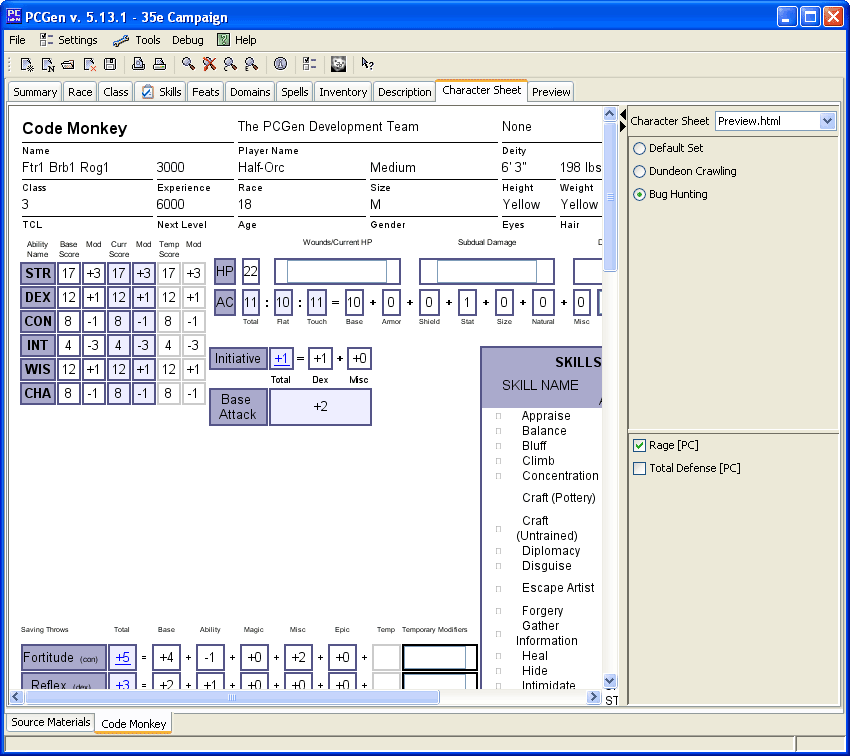 PCGen v. 5.13.1 - 35e Campaign
File Settings Tools Debug Help
Summary Race Class Skills Feats Domains Spells Inventory Description Character Sheet Preview
Code Monkey The PCGen Development Team None
Name Player Name Deity
Ftr1 Brb1 Rog1 3000 Half-Orc Medium 6' 3" 198 lbs
Class Experience Race Size Height Weight
3 6000 18 M Yellow Yellow
TCL Next Level Age Gender Eyes Hair
Ability Name Base Score Mod Curr Score Mod Temp Score Mod
STR 17 +3 17 +3 17 +3
DEX 12 +1 12 +1 12 +1
CON 8 -1 8 -1 8 -1
INT 4 -3 4 -3 4 -3
WIS 12 +1 12 +1 12 +1
CHA 8 -1 8 -1 8 -1
Wounds/Current HP Subdual Damage D
HP 22
AC 11 : 10 : 11 = 10 + 0 + 0 + 1 + 0 + 0 + 0
Total Flat Touch Base Armor Shield Stat Size Natural Misc
Initiative +1 = +1 + +0
Total Dex Misc
Base
Attack +2
SKILLS
SKILL NAME
Appraise
Balance
Bluff
Climb
Concentration
Craft (Pottery)
Craft
(Untrained)
Diplomacy
Disguise
Escape Artist
Forgery
Gather
Information
Heal
Hide
Intimidate
ST
Saving Throws Total Base Ability Magic Misc Epic Temp Temporary Modifiers
Fortitude (con) +5 = +4 + -1 + +0 + +2 + +0 +
Reflex (dex) +3 = +2 + +1 + +0 + +0 + +0 +
Character Sheet Preview.html
Default Set
Dundeon Crawling
Bug Hunting
Rage [PC]
Total Defense [PC]
Source Materials Code Monkey